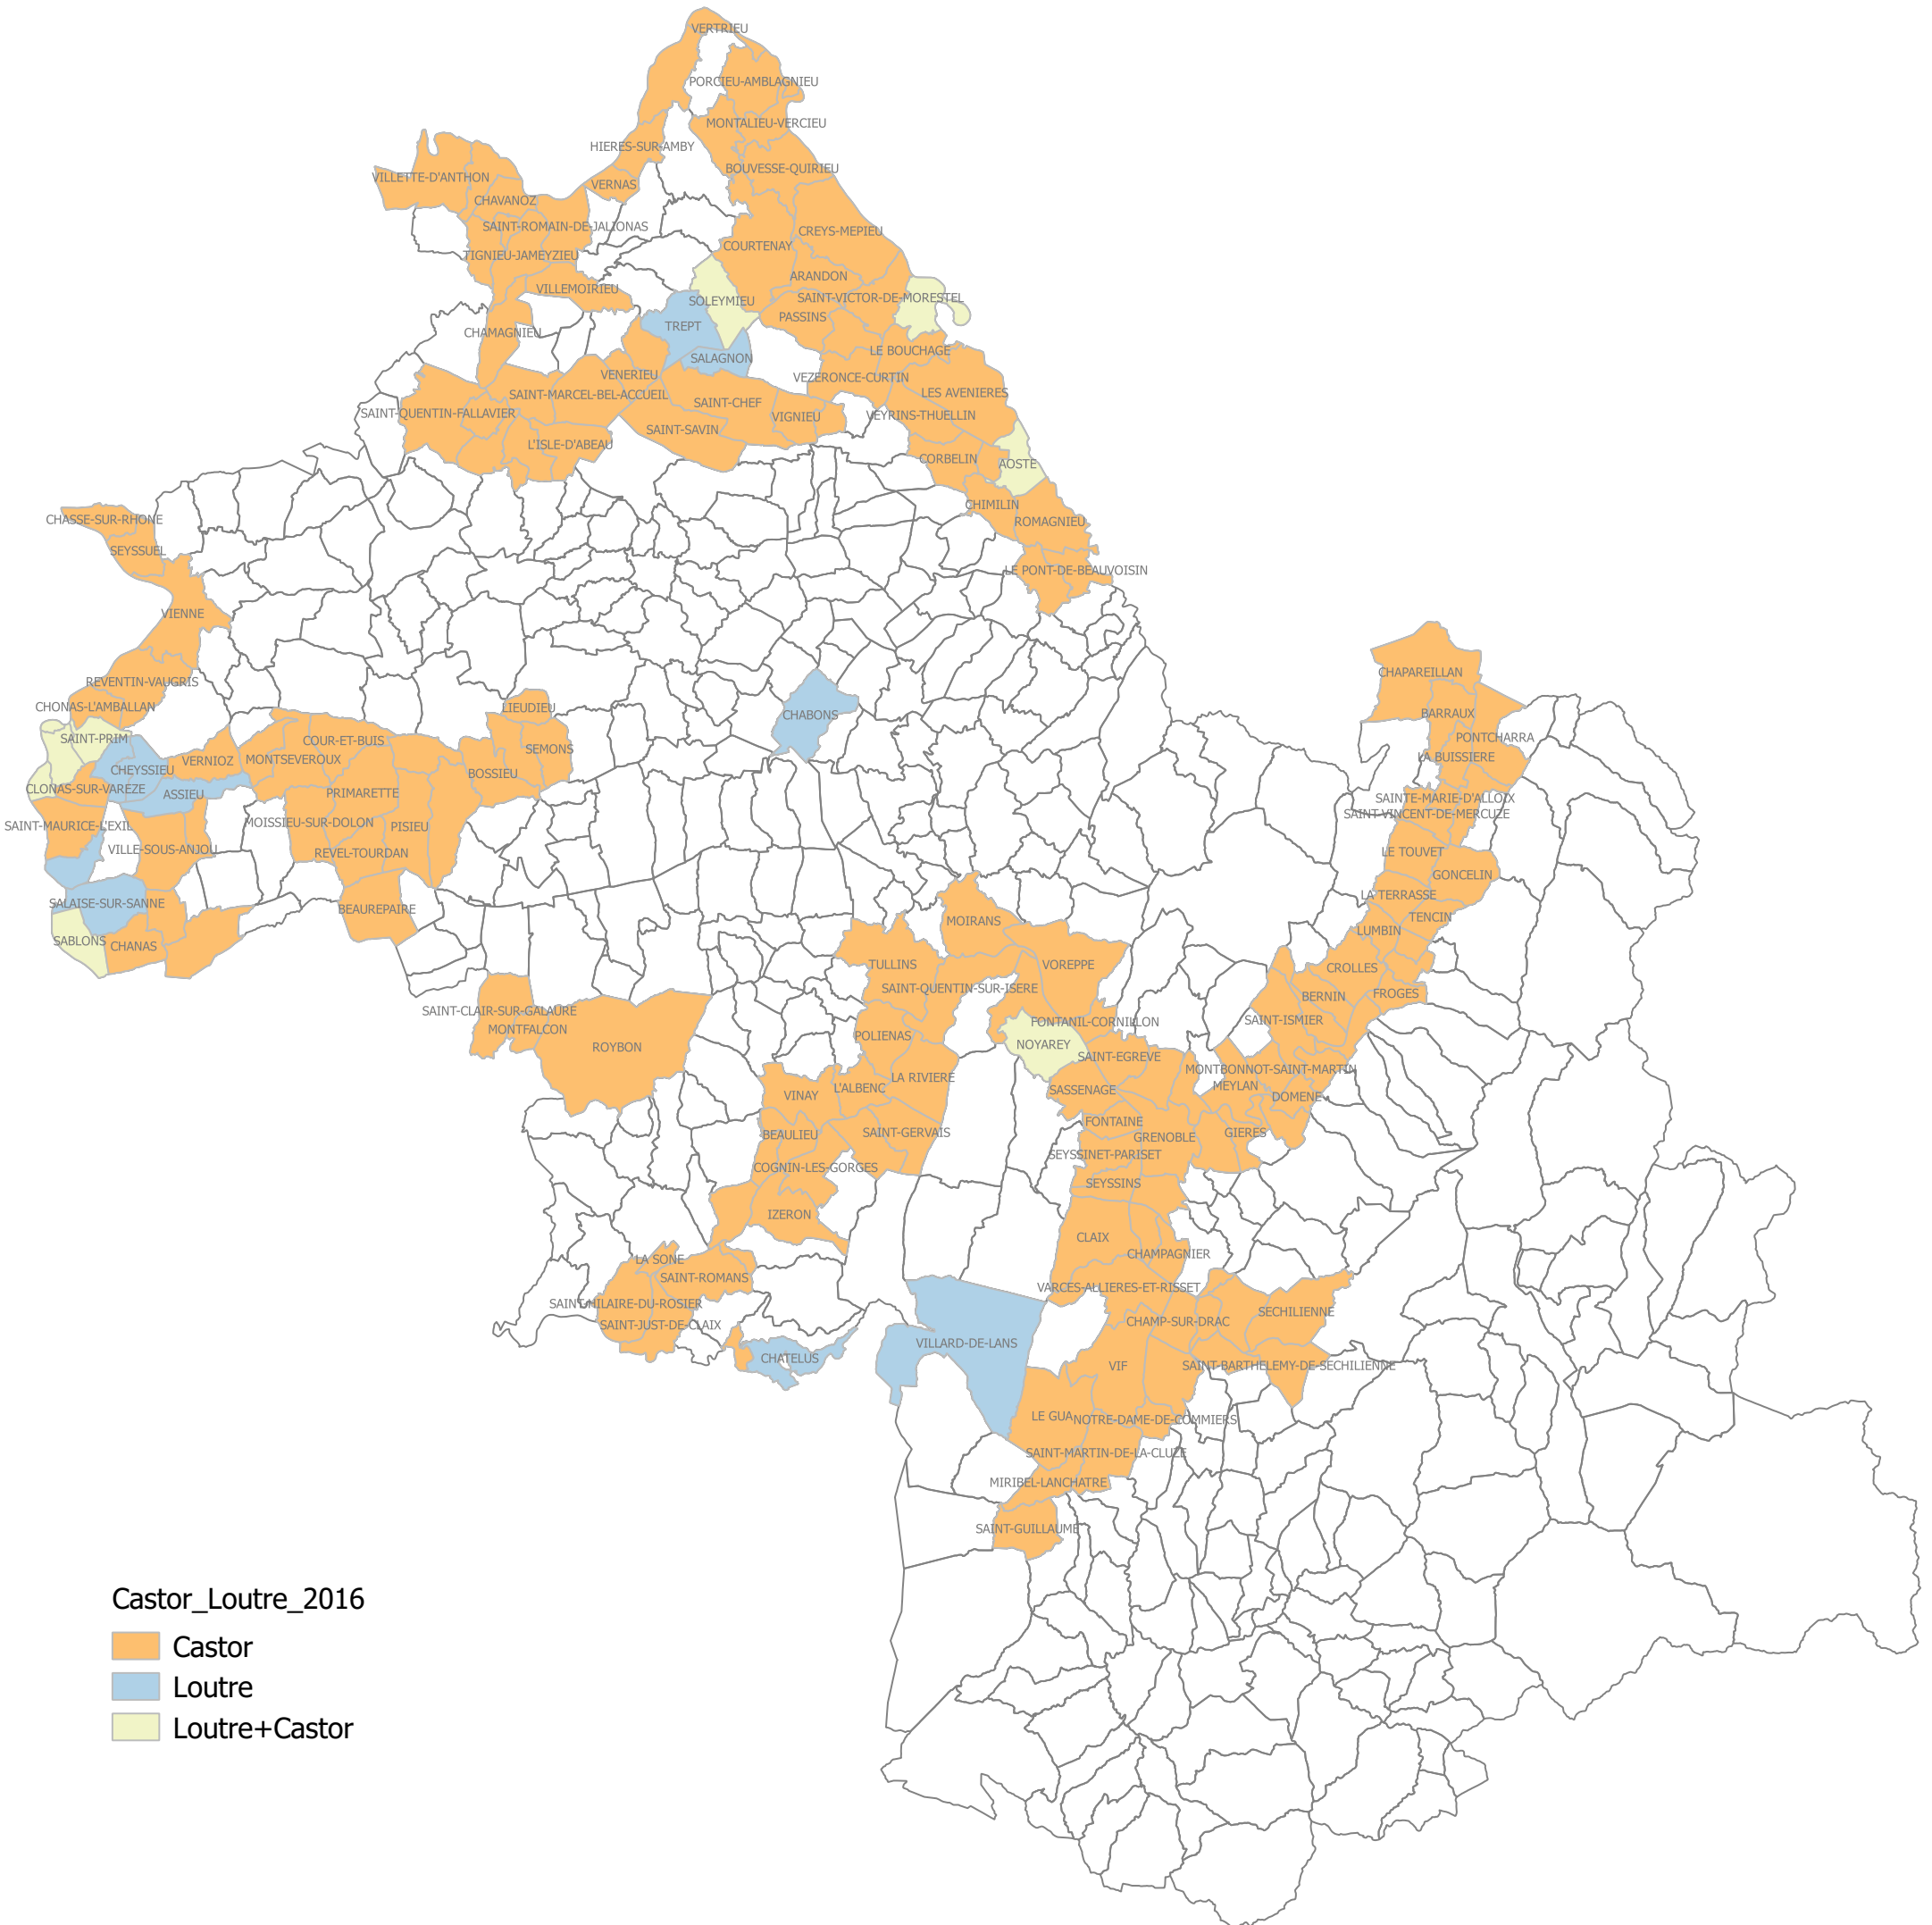 VERTRIEU
PORCIEU-AMBLAGNIEU
MONTALIEU-VERCIEU
HIERES-SUR-AMBY
BOUVESSE-QUIRIEU
VILLETTE-D'ANTHON
VERNAS
CHAVANOZ
SAINT-ROMAIN-DE-JALIONAS
CREYS-MEPIEU
COURTENAY
TIGNIEU-JAMEYZIEU
ARANDON
VILLEMOIRIEU
SOLEYMIEU
SAINT-VICTOR-DE-MORESTEL
PASSINS
TREPT
CHAMAGNIEU
LE BOUCHAGE
SALAGNON
VENERIEU
VEZERONCE-CURTIN
SAINT-MARCEL-BEL-ACCUEIL
LES AVENIERES
SAINT-CHEF
SAINT-QUENTIN-FALLAVIER
VIGNIEU
VEYRINS-THUELLIN
SAINT-SAVIN
L'ISLE-D'ABEAU
CORBELIN
AOSTE
CHIMILIN
CHASSE-SUR-RHONE
ROMAGNIEU
SEYSSUEL
LE PONT-DE-BEAUVOISIN
VIENNE
CHAPAREILLAN
REVENTIN-VAUGRIS
CHONAS-L'AMBALLAN
LIEUDIEU
CHABONS
BARRAUX
SAINT-PRIM
COUR-ET-BUIS
PONTCHARRA
SEMONS
MONTSEVEROUX
VERNIOZ
LA BUISSIERE
CHEYSSIEU
BOSSIEU
CLONAS-SUR-VAREZE
ASSIEU
PRIMARETTE
SAINTE-MARIE-D'ALLOIX
SAINT-VINCENT-DE-MERCUZE
SAINT-MAURICE-L'EXIL
MOISSIEU-SUR-DOLON
PISIEU
VILLE-SOUS-ANJOU
REVEL-TOURDAN
LE TOUVET
GONCELIN
LA TERRASSE
SALAISE-SUR-SANNE
BEAUREPAIRE
TENCIN
MOIRANS
LUMBIN
SABLONS
CHANAS
TULLINS
VOREPPE
CROLLES
SAINT-QUENTIN-SUR-ISERE
BERNIN
FROGES
SAINT-CLAIR-SUR-GALAURE
FONTANIL-CORNILLON
SAINT-ISMIER
MONTFALCON
POLIENAS
NOYAREY
ROYBON
SAINT-EGREVE
MONTBONNOT-SAINT-MARTIN
LA RIVIERE
MEYLAN
L'ALBENC
SASSENAGE
VINAY
DOMENE
FONTAINE
BEAULIEU
SAINT-GERVAIS
GRENOBLE
GIERES
SEYSSINET-PARISET
COGNIN-LES-GORGES
SEYSSINS
IZERON
CLAIX
CHAMPAGNIER
LA SONE
SAINT-ROMANS
VARCES-ALLIERES-ET-RISSET
SAINT-HILAIRE-DU-ROSIER
SECHILIENNE
CHAMP-SUR-DRAC
SAINT-JUST-DE-CLAIX
VILLARD-DE-LANS
CHATELUS
VIF
SAINT-BARTHELEMY-DE-SECHILIENNE
LE GUA
NOTRE-DAME-DE-COMMIERS
SAINT-MARTIN-DE-LA-CLUZE
MIRIBEL-LANCHATRE
SAINT-GUILLAUME
Castor_Loutre_2016
Castor
Loutre
Loutre+Castor